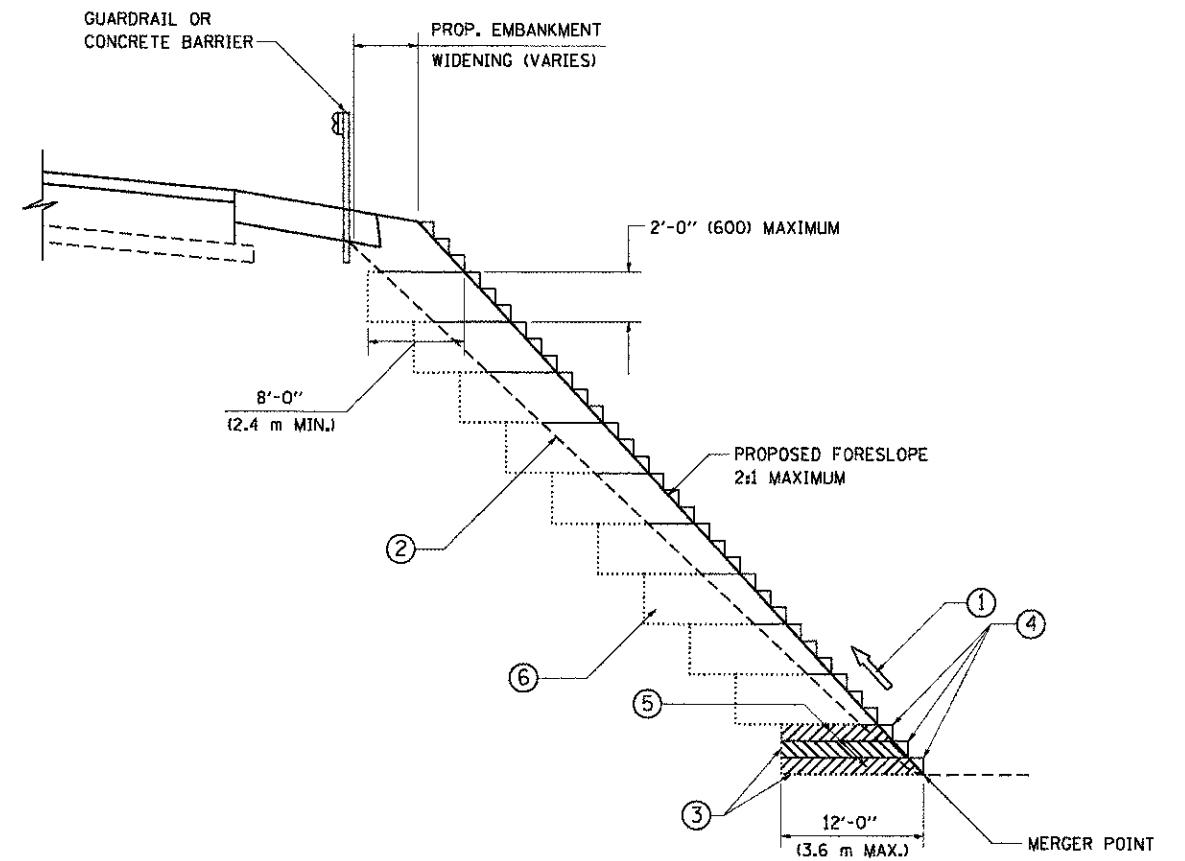 GUARDRAIL OR
CONCRETE BARRIER
PROP. EMBANKMENT
WIDENING (VARIES)
2'-0" (600) MAXIMUM
8'-0"
(2.4 m MIN.)
PROPOSED FORESLOPE
2:1 MAXIMUM
2
1
4
6
5
3
12'-0"
(3.6 m MAX.)
MERGER POINT